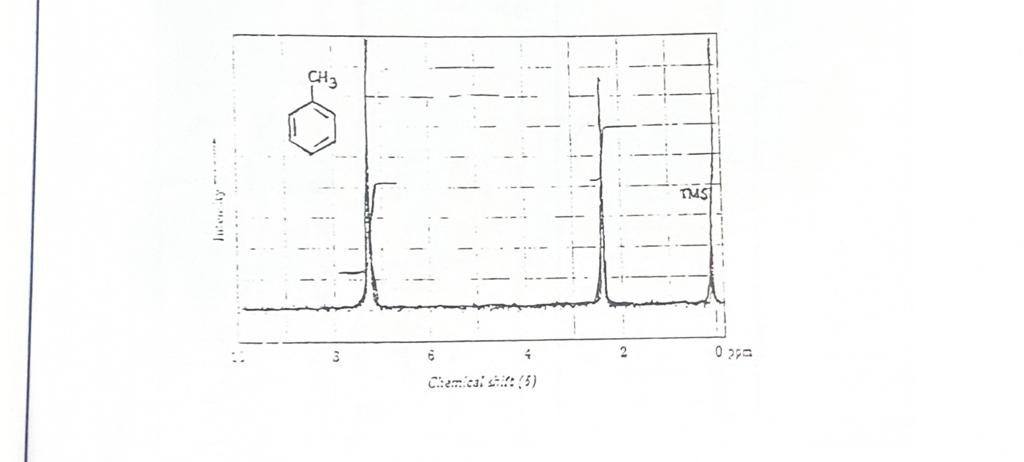 CH3
Intensity
TMS
8 6 4 2 0 ppm
Chemical shift (δ)